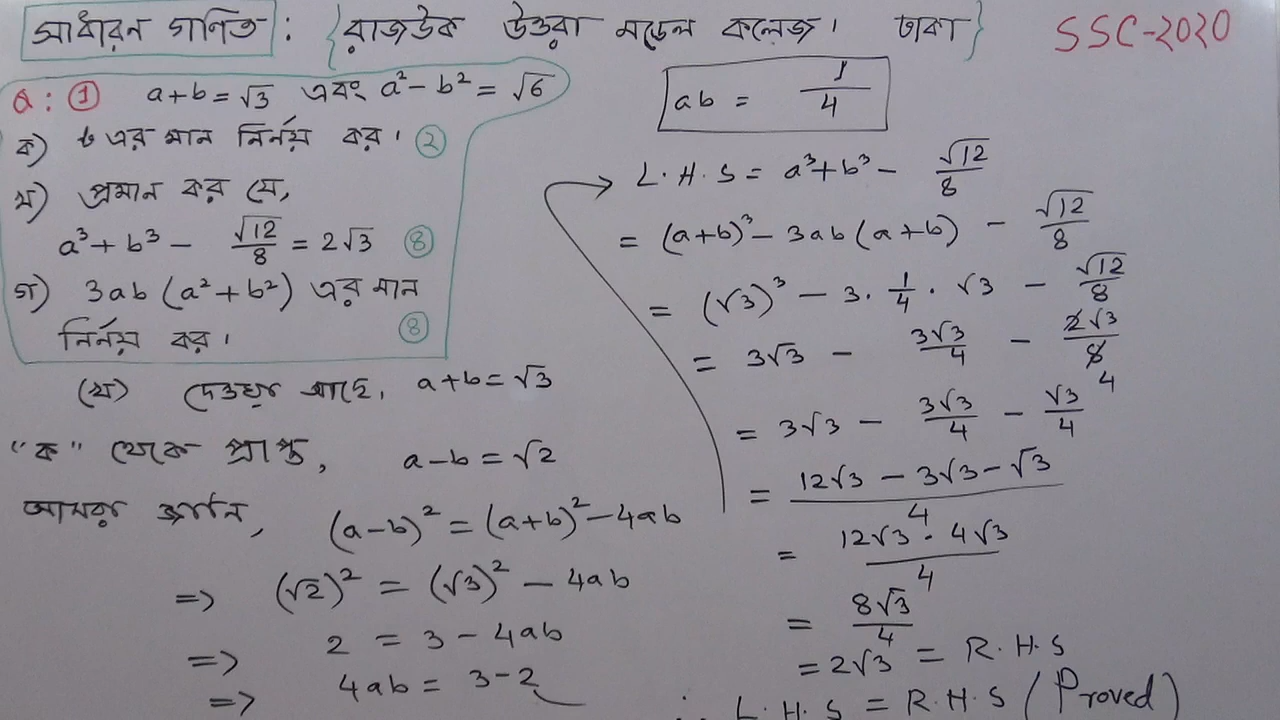 সাধারন গণিত : {রাজউক উত্তরা মডেল কলেজ। ঢাকা} SSC-2020
Q : ① a+b = √3 এবং a² - b² = √6
ক) b এর মান নির্নয় কর। ②
খ) প্রমান কর যে,
a³ + b³ - √12/8 = 2√3 ④
গ) 3ab (a² + b²) এর মান
নির্নয় কর। ④
(খ) দেওয়া আছে, a+b = √3
"ক" থেকে প্রাপ্ত, a-b = √2
আমরা জানি, (a-b)² = (a+b)² - 4ab
=> (√2)² = (√3)² - 4ab
=> 2 = 3 - 4ab
=> 4ab = 3-2
ab = 1/4
L.H.S = a³+b³ - √12/8
= (a+b)³ - 3ab (a+b) - √12/8
= (√3)³ - 3. 1/4 . √3 - √12/8
= 3√3 - 3√3/4 - 2√3/8 4
= 3√3 - 3√3/4 - √3/4
= 12√3 - 3√3 - √3/4
= 12√3 - 4√3/4
= 8√3/4
= 2√3 = R.H.S
∴ L.H.S = R.H.S (Proved)